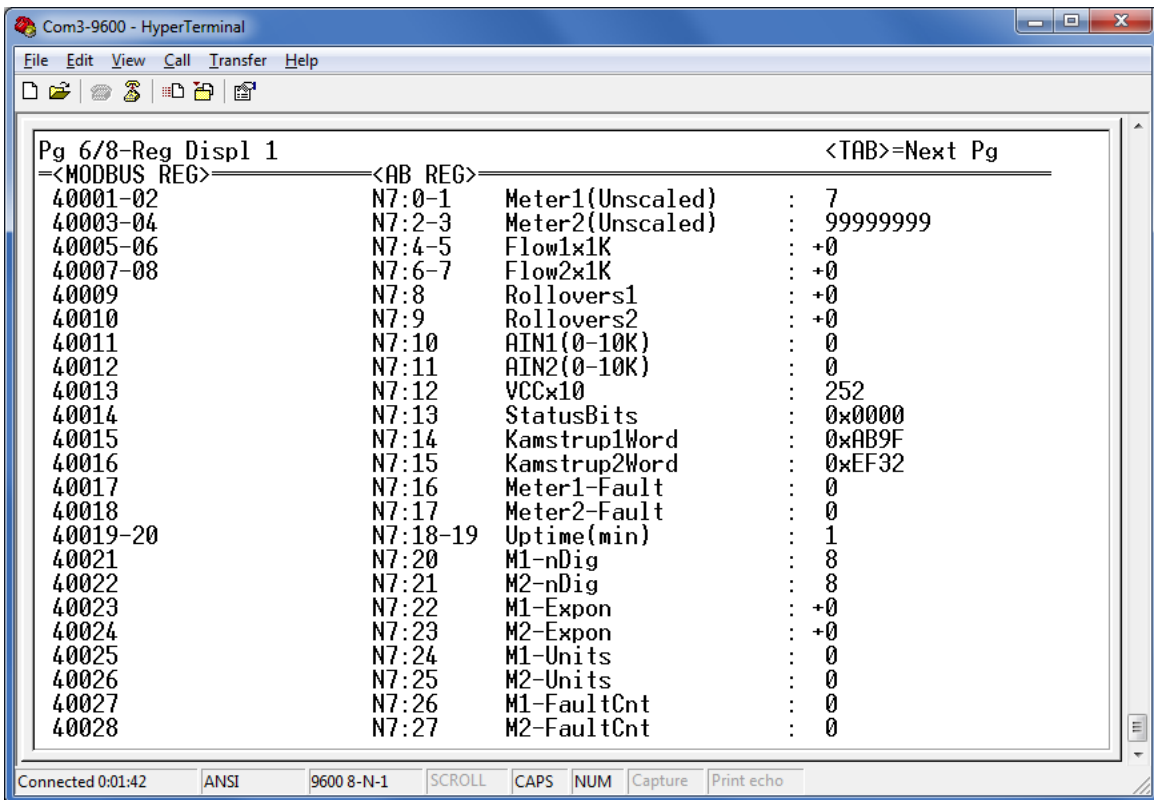 Com3-9600 - HyperTerminal
File Edit View Call Transfer Help
Pg 6/8-Reg Displ 1 <TAB>=Next Pg
=<MODBUS REG>=<AB REG>=
40001-02 N7:0-1 Meter1(Unscaled) : 7
40003-04 N7:2-3 Meter2(Unscaled) : 99999999
40005-06 N7:4-5 Flow1x1K : +0
40007-08 N7:6-7 Flow2x1K : +0
40009 N7:8 Rollovers1 : +0
40010 N7:9 Rollovers2 : +0
40011 N7:10 AIN1(0-10K) : 0
40012 N7:11 AIN2(0-10K) : 0
40013 N7:12 VCCx10 : 252
40014 N7:13 StatusBits : 0x0000
40015 N7:14 Kamstrup1Word : 0xAB9F
40016 N7:15 Kamstrup2Word : 0xEF32
40017 N7:16 Meter1-Fault : 0
40018 N7:17 Meter2-Fault : 0
40019-20 N7:18-19 Uptime(min) : 1
40021 N7:20 M1-nDig : 8
40022 N7:21 M2-nDig : 8
40023 N7:22 M1-Expon : +0
40024 N7:23 M2-Expon : +0
40025 N7:24 M1-Units : 0
40026 N7:25 M2-Units : 0
40027 N7:26 M1-FaultCnt : 0
40028 N7:27 M2-FaultCnt : 0
Connected 0:01:42 ANSI 9600 8-N-1 SCROLL CAPS NUM Capture Print echo